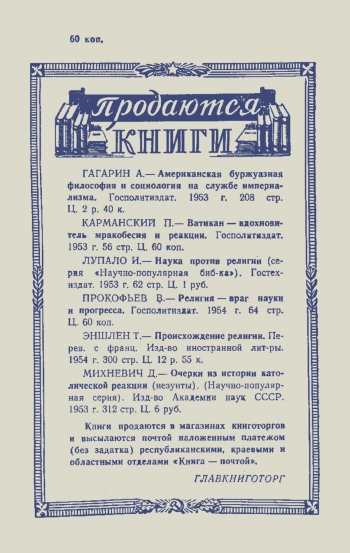 60 коп.
продаются
КНИГИ
ГАГАРИН А.— Американская буржуазная
философия и социология на службе империа-
лизма. Госполитиздат. 1953 г. 208 стр.
Ц. 2 р. 40 к.
КАРМАНСКИЙ П.— Ватикан — вдохнови-
тель мракобесия и реакции. Госполитиздат.
1953 г. 56 стр. Ц. 60 коп.
ЛУПАЛО И.— Наука против религии (се-
рия «Научно-популярная биб-ка»). Гостех-
издат. 1953 г. 62 стр. Ц. 1 руб.
ПРОКОФЬЕВ В.— Религия — враг науки
и прогресса. Госполитиздат. 1954 г. 64 стр.
Ц. 60 коп.
ЭНШЛЕН Т.— Происхождение религии. Пе-
рев. с франц. Изд-во иностранной лит-ры.
1954 г. 300 стр. Ц. 12 р. 55 к.
МИХНЕВИЧ Д.— Очерки из истории като-
лической реакции (иезуиты). (Научно-популяр-
ная серия). Изд-во Академии наук СССР.
1953 г. 312 стр. Ц. 6 руб.
Книги продаются в магазинах книготоргов
и высылаются почтой наложенным платежом
(без задатка) республиканскими, краевыми и
областными отделами «Книга — почтой».
ГЛАВКНИГОТОРГ